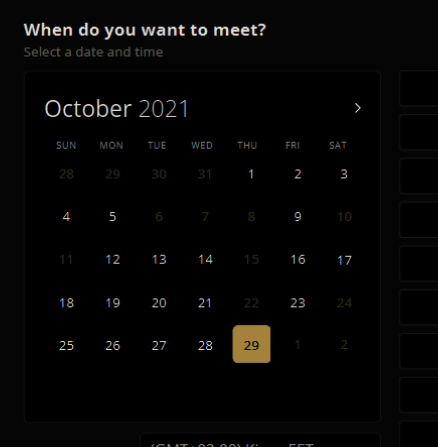 When do you want to meet?
Select a date and time
October 2021
SUN MON TUE WED THU FRI SAT
28 29 30 31 1 2 3
4 5 6 7 8 9 10
11 12 13 14 15 16 17
18 19 20 21 22 23 24
25 26 27 28 29 1 2